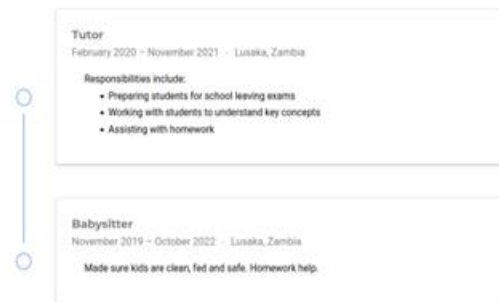 Tutor
February 2020 – November 2021 · Lusaka, Zambia
Responsibilities include:
• Preparing students for school leaving exams
• Working with students to understand key concepts
• Assisting with homework
Babysitter
November 2019 – October 2022 · Lusaka, Zambia
Made sure kids are clean, fed and safe. Homework help.